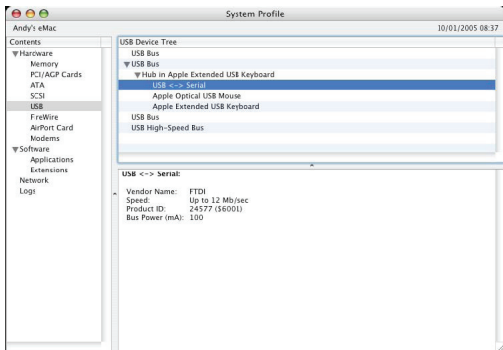 System Profile
Andy's eMac 10/01/2005 08:37
Contents
Hardware
Memory
PCI/AGP Cards
ATA
SCSI
USB
FireWire
AirPort Card
Modems
Software
Applications
Extensions
Network
Logs
USB Device Tree
USB Bus
USB Bus
Hub in Apple Extended USB Keyboard
USB <-> Serial
Apple Optical USB Mouse
Apple Extended USB Keyboard
USB Bus
USB High-Speed Bus
USB <-> Serial:
Vendor Name: FTDI
Speed: Up to 12 Mb/sec
Product ID: 24577 ($6001)
Bus Power (mA): 100